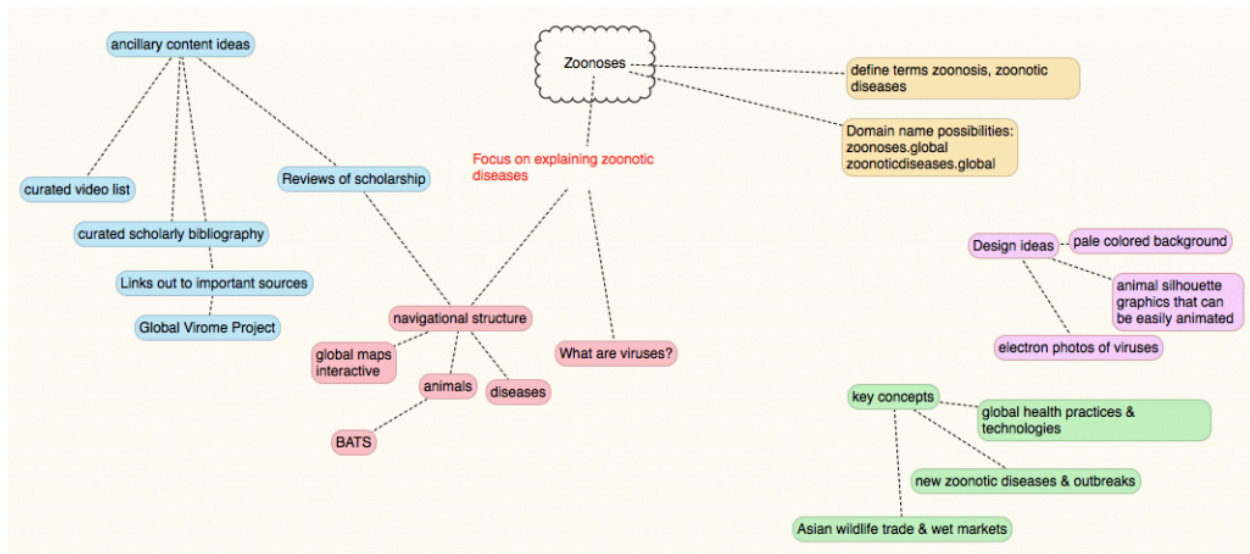 ancillary content ideas
Zoonoses
define terms zoonosis, zoonotic
diseases
Domain name possibilities:
zoonoses.global
zoonoticdiseases.global
Focus on explaining zoonotic
diseases
Reviews of scholarship
curated video list
curated scholarly bibliography
Links out to important sources
Global Virome Project
navigational structure
global maps
interactive
animals
diseases
BATS
What are viruses?
Design ideas
pale colored background
animal silhouette
graphics that can
be easily animated
electron photos of viruses
key concepts
global health practices &
technologies
new zoonotic diseases & outbreaks
Asian wildlife trade & wet markets